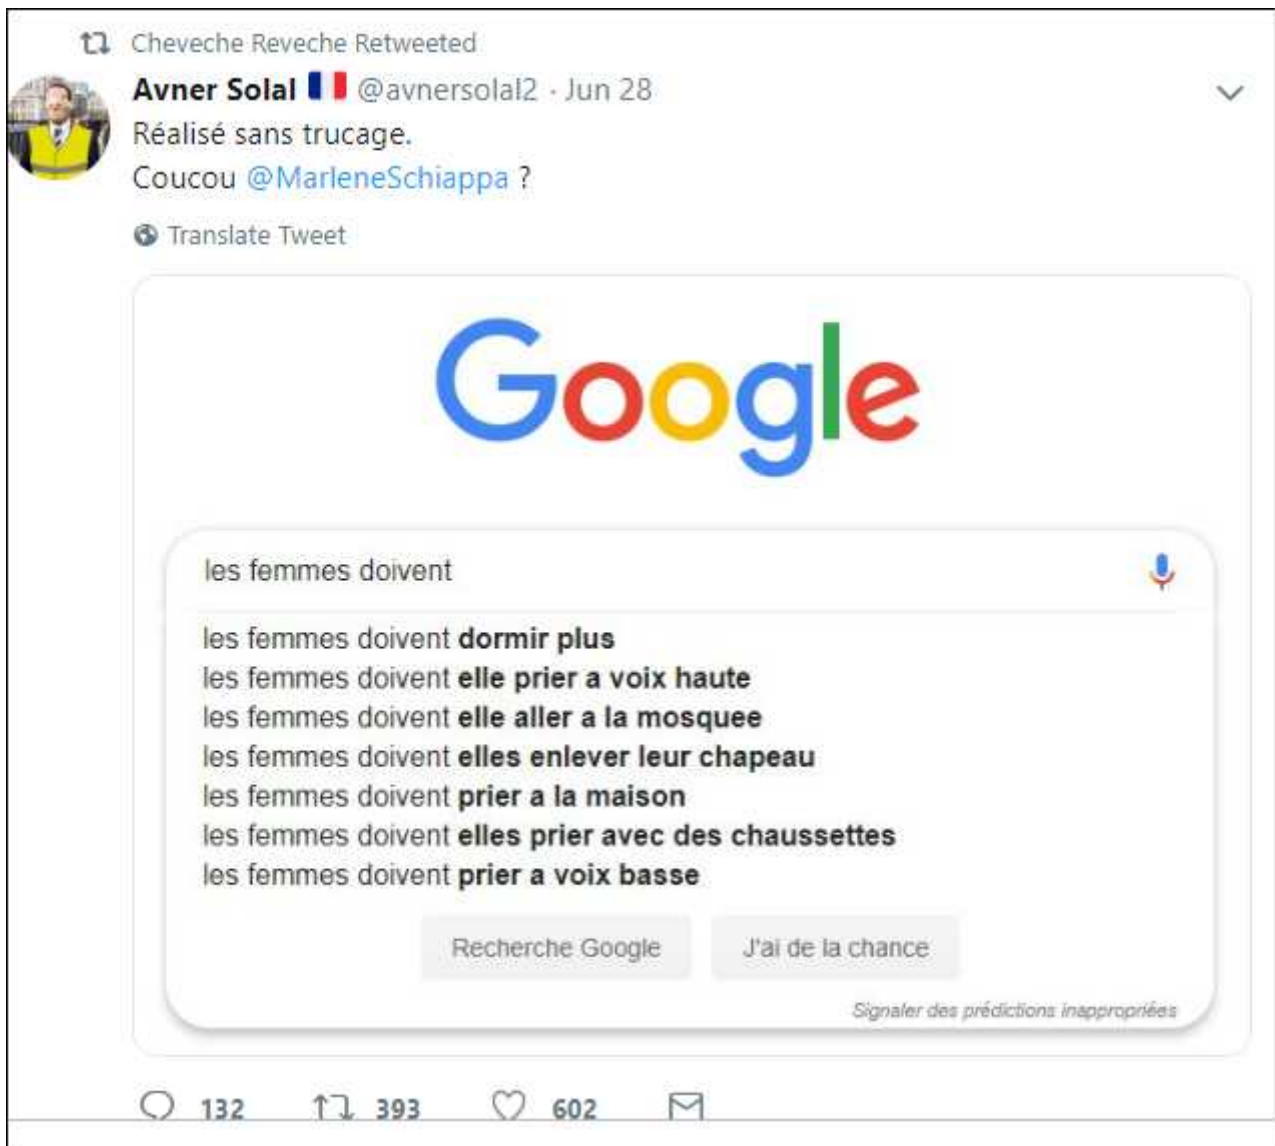 Cheveche Reveche Retweeted
Avner Solal 🇫🇷 @avnersolal2 · Jun 28
Réalisé sans trucage.
Coucou @MarleneSchiappa ?
Translate Tweet
Google
les femmes doivent
les femmes doivent dormir plus
les femmes doivent elle prier a voix haute
les femmes doivent elle aller a la mosquee
les femmes doivent elles enlever leur chapeau
les femmes doivent prier a la maison
les femmes doivent elles prier avec des chaussettes
les femmes doivent prier a voix basse
Recherche Google J'ai de la chance
Signaler des prédictions inappropriées
132 393 602